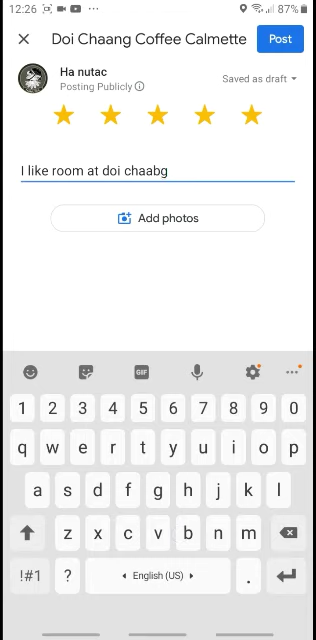 12:26 87%
Doi Chaang Coffee Calmette Post
Ha nutac
Posting Publicly
Saved as draft
I like room at doi chaabg
Add photos
GIF
1 2 3 4 5 6 7 8 9 0
q w e r t y u i o p
a s d f g h j k l
z x c v b n m
!#1 ? English (US) .